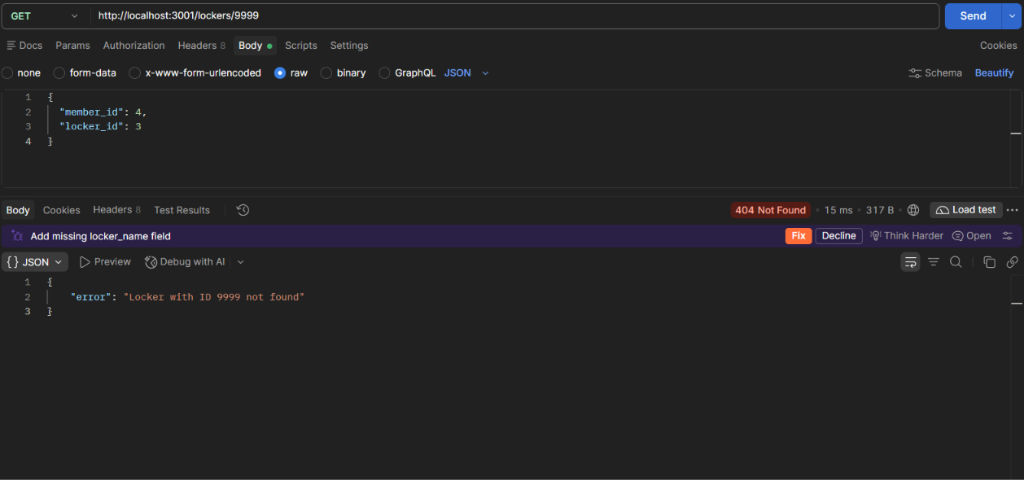 GET http://localhost:3001/lockers/9999 Send
Docs Params Authorization Headers 8 Body Scripts Settings Cookies
none form-data x-www-form-urlencoded raw binary GraphQL JSON Schema Beautify
1 {
2 "member_id": 4,
3 "locker_id": 3
4 }
Body Cookies Headers 8 Test Results 404 Not Found • 15 ms • 317 B • Load test
Add missing locker_name field Fix Decline Think Harder Open
{} JSON Preview Debug with AI
1 {
2 "error": "Locker with ID 9999 not found"
3 }